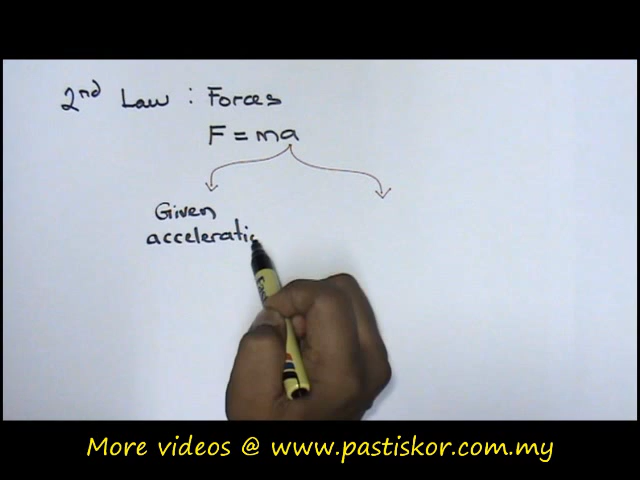 2nd Law : Forces
F = ma
Given
acceleratio
More videos @ www.pastiskor.com.my